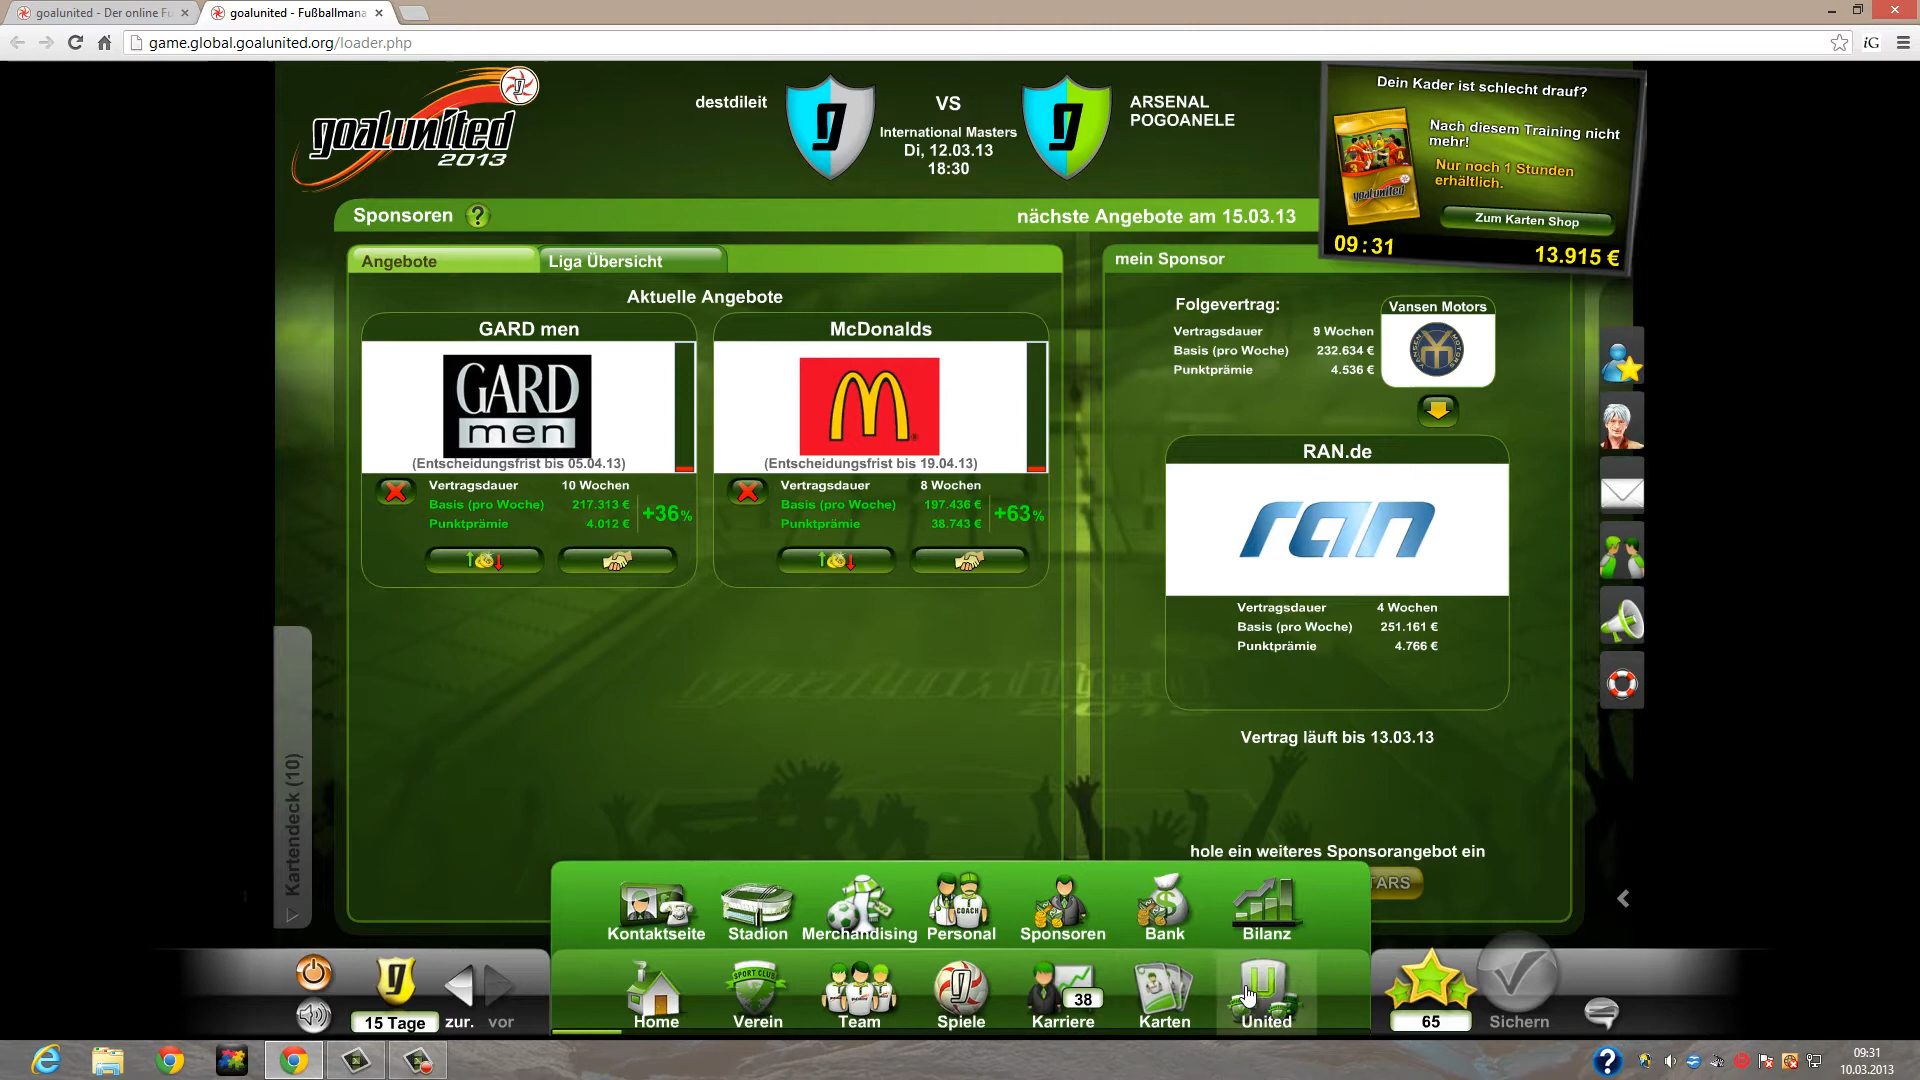 goalunited - Der online Fu
goalunited - Fußballmana
game.global.goalunited.org/loader.php
iG
goalunited
2013
destdileit
g
VS
International Masters
Di, 12.03.13
18:30
g
ARSENAL
POGOANELE
Dein Kader ist schlecht drauf?
Nach diesem Training nicht
mehr!
Nur noch 1 Stunden
erhältlich.
goalunited
Zum Karten Shop
09:31
13.915 €
Sponsoren ?
nächste Angebote am 15.03.13
Angebote
Liga Übersicht
Aktuelle Angebote
GARD men
GARD
men
(Entscheidungsfrist bis 05.04.13)
Vertragsdauer 10 Wochen
Basis (pro Woche) 217.313 €
Punktprämie 4.012 €
+36%
McDonalds
M
(Entscheidungsfrist bis 19.04.13)
Vertragsdauer 8 Wochen
Basis (pro Woche) 197.436 €
Punktprämie 38.743 €
+63%
mein Sponsor
Folgevertrag:
Vertragsdauer 9 Wochen
Basis (pro Woche) 232.634 €
Punktprämie 4.536 €
Vansen Motors
RAN.de
ran
Vertragsdauer 4 Wochen
Basis (pro Woche) 251.161 €
Punktprämie 4.766 €
Vertrag läuft bis 13.03.13
hole ein weiteres Sponsorangebot ein
TARS
Kartendeck (10)
Kontaktseite
Stadion
Merchandising
COACH
Personal
Sponsoren
Bank
Bilanz
g
15 Tage
zur.
vor
Home
SPORT CLUB
Verein
Team
g
Spiele
38
Karriere
Karten
U
United
65
Sichern
09:31
10.03.2013